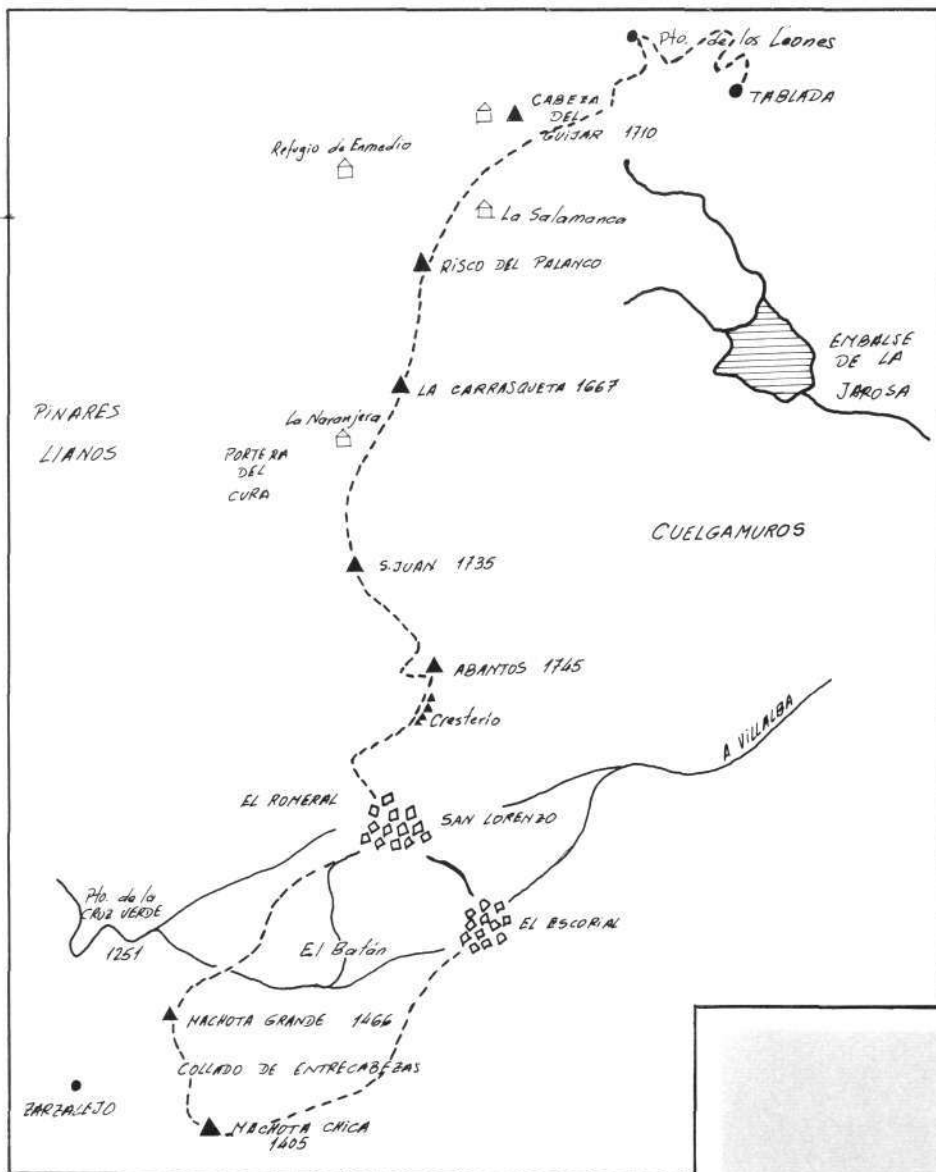 Pto. de los Leones
TABLADA
CABEZA
DEL
GUIJAR 1710
Refugio de Enmedio
La Salamanca
RISCO DEL PALANCO
EMBALSE
DE LA
JAROSA
LA CARRASQUETA 1667
PINARES
LLANOS
La Naranjera
PORTERA
DEL
CURA
CUELGAMUROS
S. JUAN 1735
ABANTOS 1745
Cresterio
A VILLALBA
EL ROMERAL
SAN LORENZO
Pto. de la
CRUZ VERDE
1251
El Batán
EL ESCORIAL
MACHOTA GRANDE 1466
COLLADO DE ENTRECABEZAS
ZARZALEJO
MACHOTA CHICA
1405